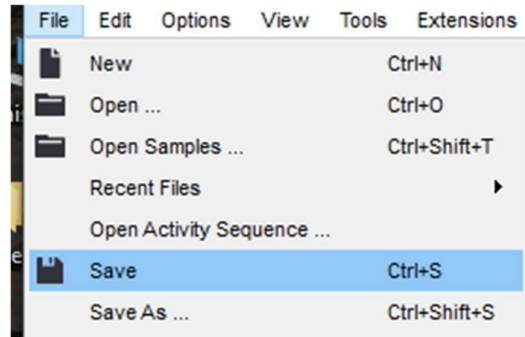 File Edit Options View Tools Extensions
New Ctrl+N
Open ... Ctrl+O
Open Samples ... Ctrl+Shift+T
Recent Files
Open Activity Sequence ...
Save Ctrl+S
Save As ... Ctrl+Shift+S